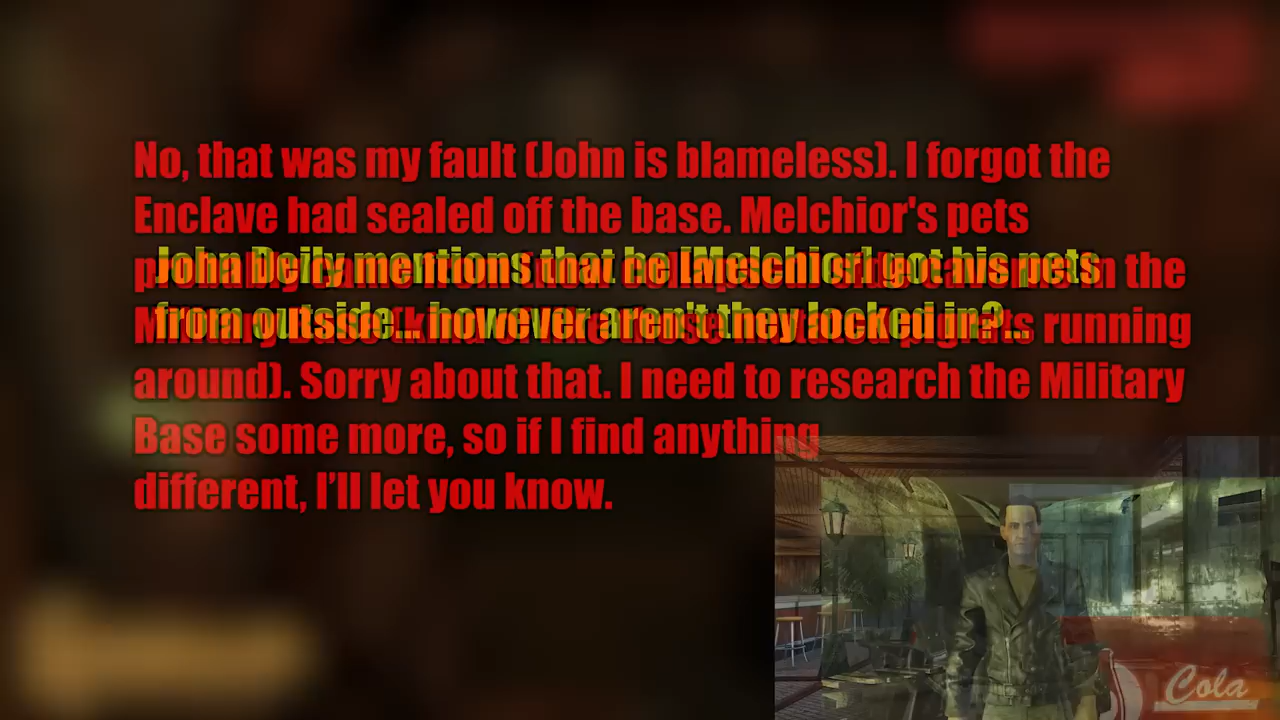 No, that was my fault (John is blameless). I forgot the
Enclave had sealed off the base. Melchior's pets
John Deily mentions that he [Melchior] got his pets
in the
from outside... however aren't they locked in?...
running
around). Sorry about that. I need to research the Military
Base some more, so if I find anything
different, I’ll let you know.
Cola